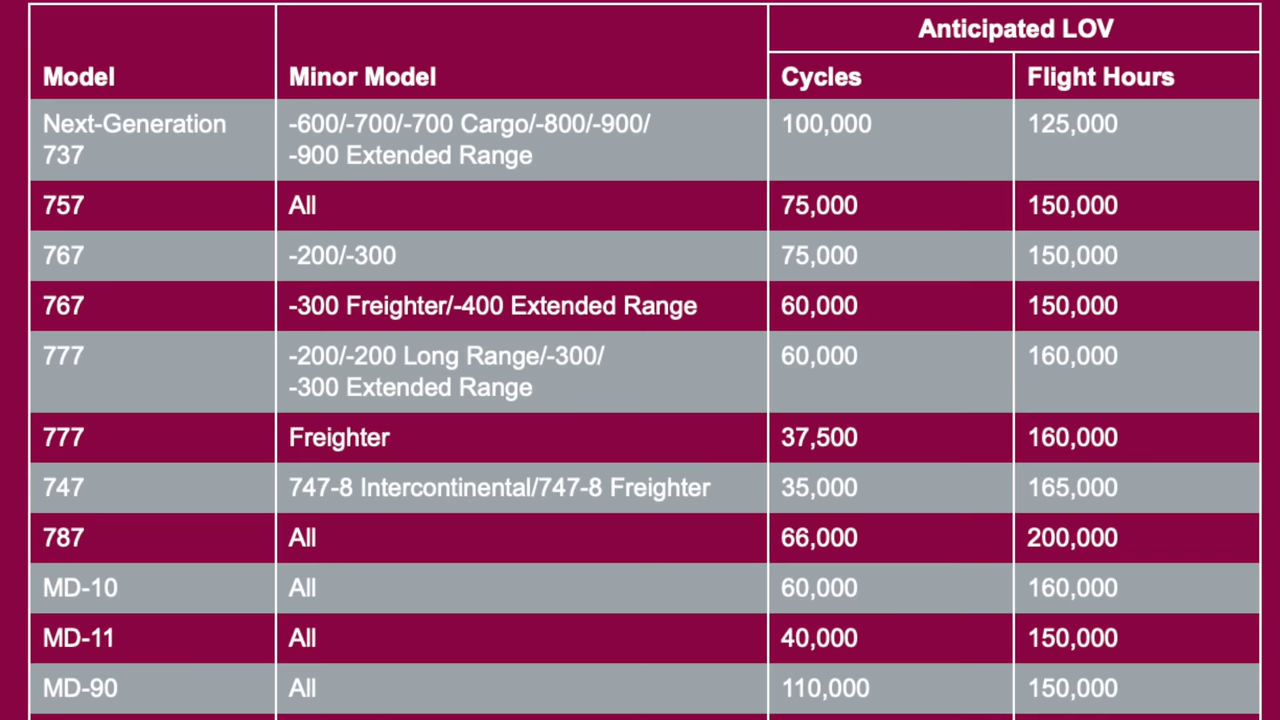 Anticipated LOV
Model Minor Model Cycles Flight Hours
Next-Generation -600/-700/-700 Cargo/-800/-900/ 100,000 125,000
737 -900 Extended Range
757 All 75,000 150,000
767 -200/-300 75,000 150,000
767 -300 Freighter/-400 Extended Range 60,000 150,000
777 -200/-200 Long Range/-300/ 60,000 160,000
-300 Extended Range
777 Freighter 37,500 160,000
747 747-8 Intercontinental/747-8 Freighter 35,000 165,000
787 All 66,000 200,000
MD-10 All 60,000 160,000
MD-11 All 40,000 150,000
MD-90 All 110,000 150,000